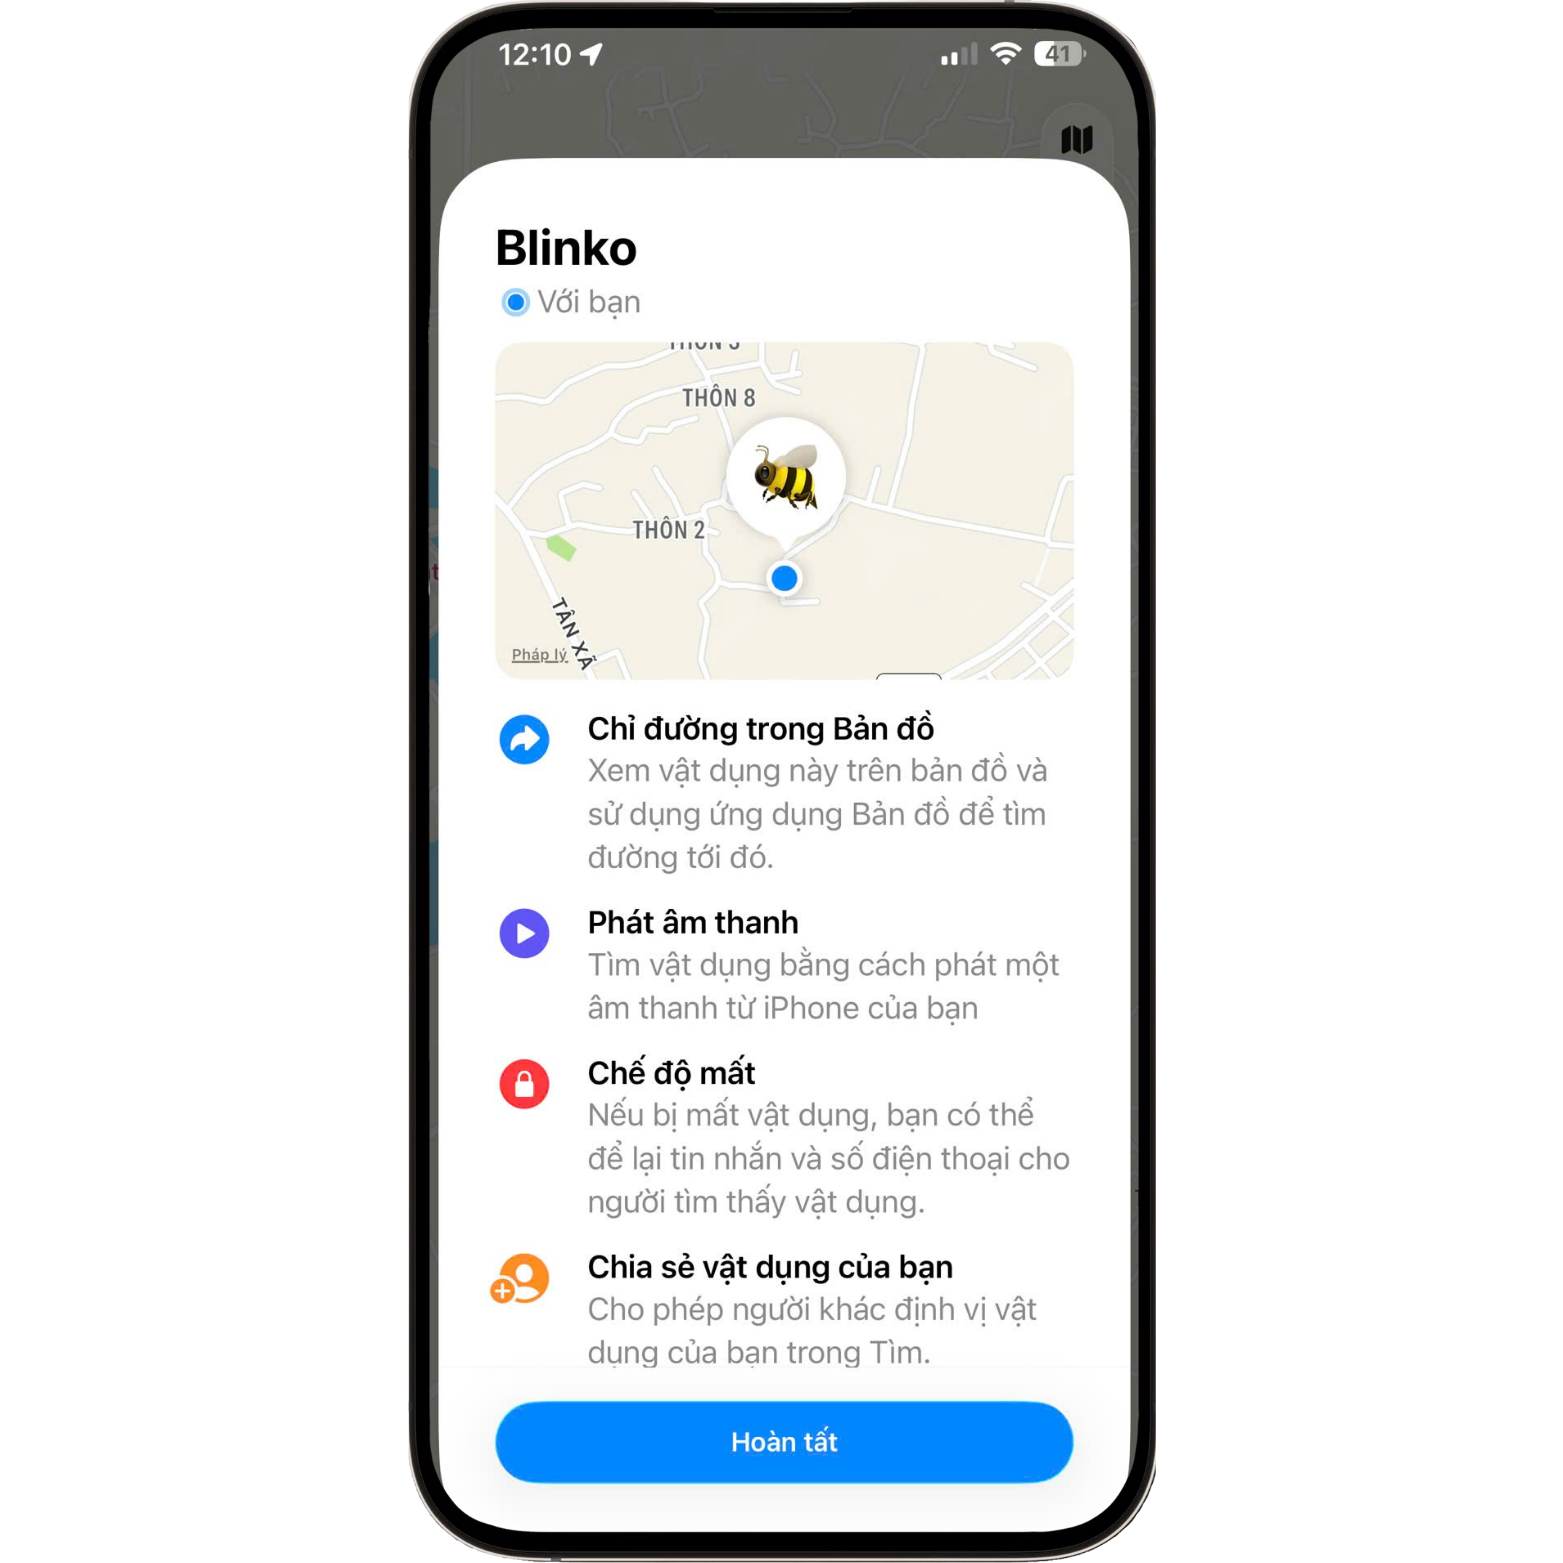 12:10
41
Blinko
Với bạn
THÔN 8
THÔN 2
TÂN XÃ
Pháp lý
Chỉ đường trong Bản đồ
Xem vật dụng này trên bản đồ và
sử dụng ứng dụng Bản đồ để tìm
đường tới đó.
Phát âm thanh
Tìm vật dụng bằng cách phát một
âm thanh từ iPhone của bạn
Chế độ mất
Nếu bị mất vật dụng, bạn có thể
để lại tin nhắn và số điện thoại cho
người tìm thấy vật dụng.
Chia sẻ vật dụng của bạn
Cho phép người khác định vị vật
dụng của bạn trong Tìm.
Hoàn tất